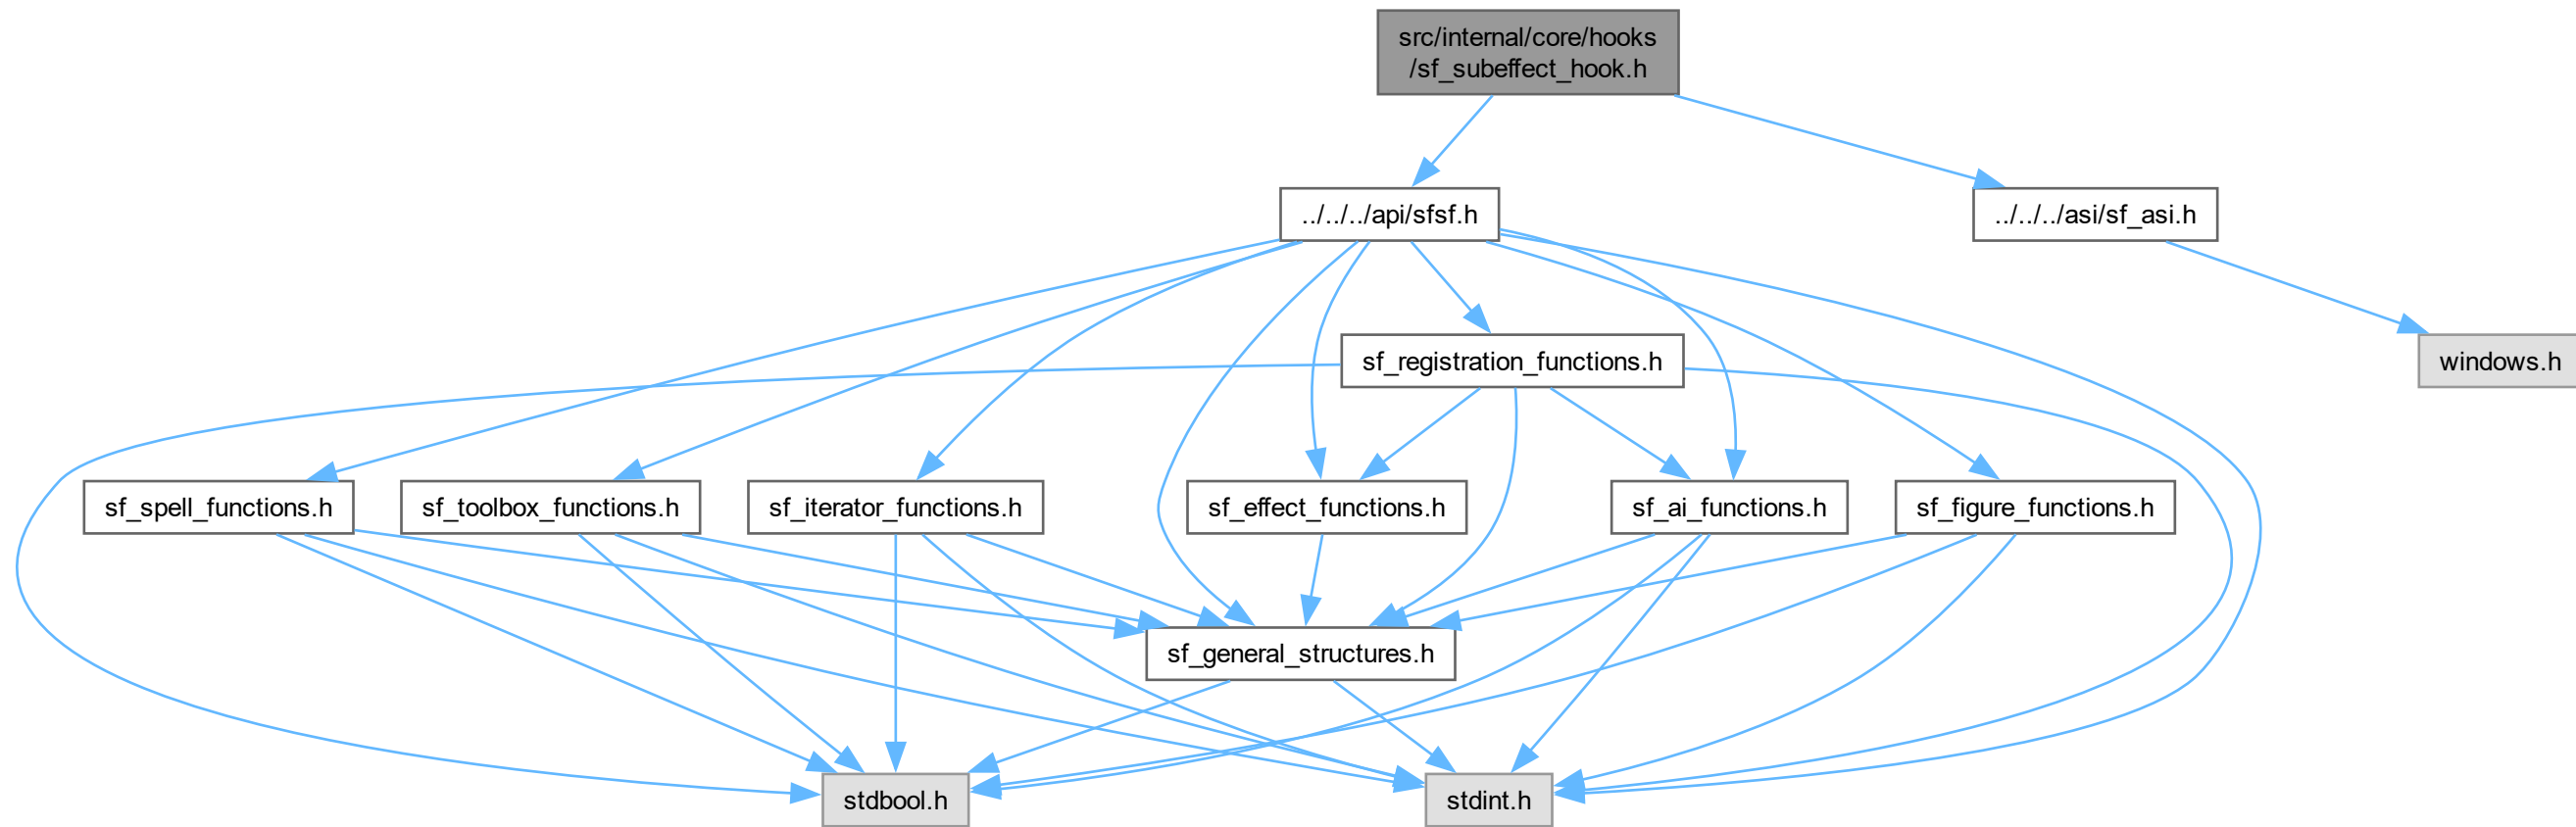 src/internal/core/hooks
/sf_subeffect_hook.h
../../../api/sfsf.h
../../../asi/sf_asi.h
sf_registration_functions.h
windows.h
sf_spell_functions.h
sf_toolbox_functions.h
sf_iterator_functions.h
sf_effect_functions.h
sf_ai_functions.h
sf_figure_functions.h
sf_general_structures.h
stdbool.h
stdint.h